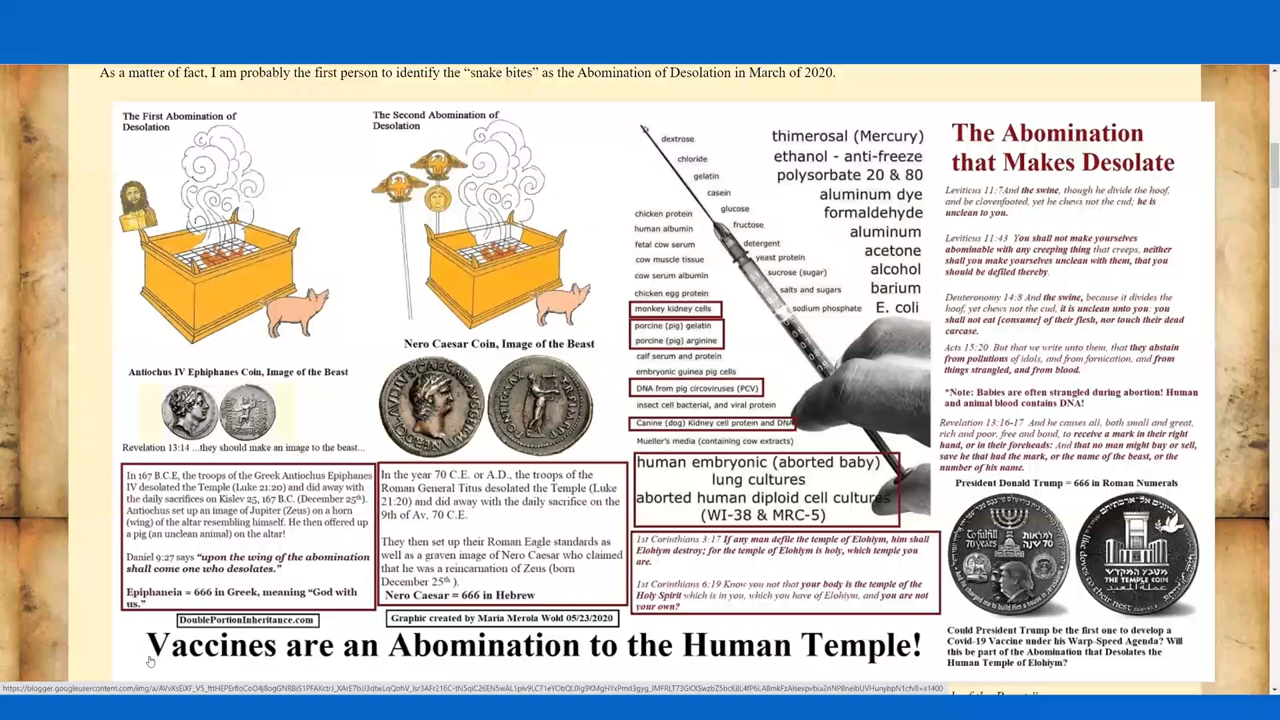 As a matter of fact, I am probably the first person to identify the “snake bites” as the Abomination of Desolation in March of 2020.
The First Abomination of
Desolation
Antiochus IV Ephiphanes Coin, Image of the Beast
Revelation 13:14 ...they should make an image to the beast...
In 167 B.C.E, the troops of the Greek Antiochus Epiphanes
IV desolated the Temple (Luke 21:20) and did away with
the daily sacrifices on Kislev 25, 167 B.C. (December 25th).
Antiochus set up an image of Jupiter (Zeus) on a horn
(wing) of the altar resembling himself. He then offered up
a pig (an unclean animal) on the altar!
Daniel 9:27 says “upon the wing of the abomination
shall come one who desolates.”
Epiphaneia = 666 in Greek, meaning “God with
us.”
DoublePortionInheritance.com
The Second Abomination of
Desolation
Nero Caesar Coin, Image of the Beast
In the year 70 C.E. or A.D., the troops of the
Roman General Titus desolated the Temple (Luke
21:20) and did away with the daily sacrifice on the
9th of Av, 70 C.E.
They then set up their Roman Eagle standards as
well as a graven image of Nero Caesar who claimed
that he was a reincarnation of Zeus (born
December 25th ).
Nero Caesar = 666 in Hebrew
Graphic created by Maria Merola Wold 05/23/2020
dextrose
chloride
gelatin
casein
glucose
fructose
detergent
yeast protein
sucrose (sugar)
salts and sugars
sodium phosphate
thimerosal (Mercury)
ethanol - anti-freeze
polysorbate 20 & 80
aluminum dye
formaldehyde
aluminum
acetone
alcohol
barium
E. coli
chicken protein
human albumin
fetal cow serum
cow muscle tissue
cow serum albumin
chicken egg protein
monkey kidney cells
porcine (pig) gelatin
porcine (pig) arginine
calf serum and protein
embryonic guinea pig cells
DNA from pig circoviruses (PCV)
insect cell bacterial, and viral protein
Canine (dog) Kidney cell protein and DNA
Mueller's media (containing cow extracts)
human embryonic (aborted baby)
lung cultures
aborted human diploid cell cultures
(WI-38 & MRC-5)
1st Corinthians 3:17 If any man defile the temple of Elohiym, him shall
Elohiym destroy; for the temple of Elohiym is holy, which temple you
are.
1st Corinthians 6:19 Know you not that your body is the temple of the
Holy Spirit which is in you, which you have of Elohiym, and you are not
your own?
The Abomination
that Makes Desolate
Leviticus 11:7And the swine, though he divide the hoof,
and be clovenfooted, yet he chews not the cud; he is
unclean to you.
Leviticus 11:43 You shall not make yourselves
abominable with any creeping thing that creeps, neither
shall you make yourselves unclean with them, that you
should be defiled thereby.
Deuteronomy 14:8 And the swine, because it divides the
hoof, yet chews not the cud, it is unclean unto you: you
shall not eat [consume] of their flesh, nor touch their dead
carcase.
Acts 15:20 But that we write unto them, that they abstain
from pollutions of idols, and from fornication, and from
things strangled, and from blood.
*Note: Babies are often strangled during abortion! Human
and animal blood contains DNA!
Revelation 13:16-17 And he causes all, both small and great,
rich and poor, free and bond, to receive a mark in their right
hand, or in their foreheads: And that no man might buy or sell,
save he that had the mark, or the name of the beast, or the
number of his name.
President Donald Trump = 666 in Roman Numerals
To fulfill
70 years
THE TEMPLE COIN
Could President Trump be the first one to develop a
Covid-19 Vaccine under his Warp-Speed Agenda? Will
this be part of the Abomination that Desolates the
Human Temple of Elohiym?
Vaccines are an Abomination to the Human Temple!